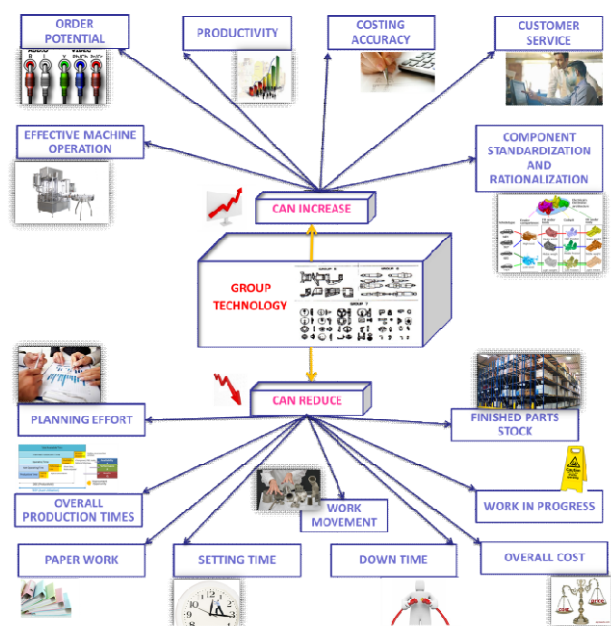 ORDER
POTENTIAL
PRODUCTIVITY
COSTING
ACCURACY
CUSTOMER
SERVICE
EFFECTIVE MACHINE
OPERATION
COMPONENT
STANDARDIZATION
AND
RATIONALIZATION
CAN INCREASE
GROUP
TECHNOLOGY
CAN REDUCE
PLANNING EFFORT
FINISHED PARTS
STOCK
OVERALL
PRODUCTION TIMES
WORK
MOVEMENT
WORK IN PROGRESS
PAPER WORK
SETTING TIME
DOWN TIME
OVERALL COST